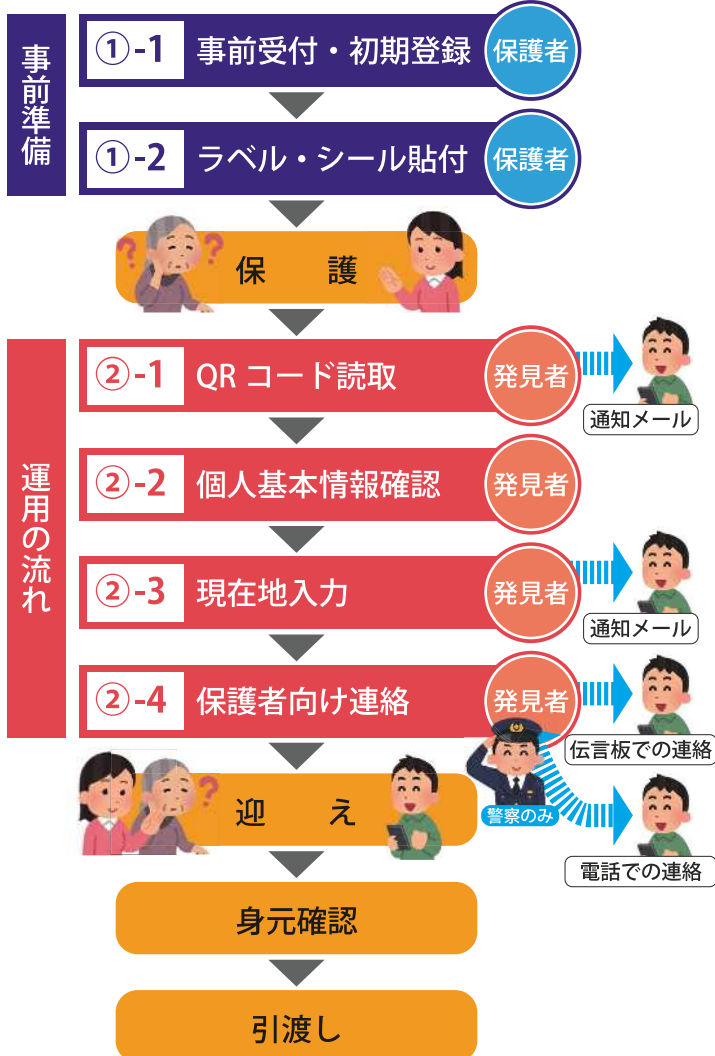 事前準備
①-1 事前受付・初期登録 保護者
①-2 ラベル・シール貼付 保護者
? ? 保 護
運用の流れ
②-1 QRコード読取 発見者
通知メール
②-2 個人基本情報確認 発見者
②-3 現在地入力 発見者
通知メール
②-4 保護者向け連絡 発見者
伝言板での連絡
? 迎 え
警察のみ
電話での連絡
身元確認
引渡し